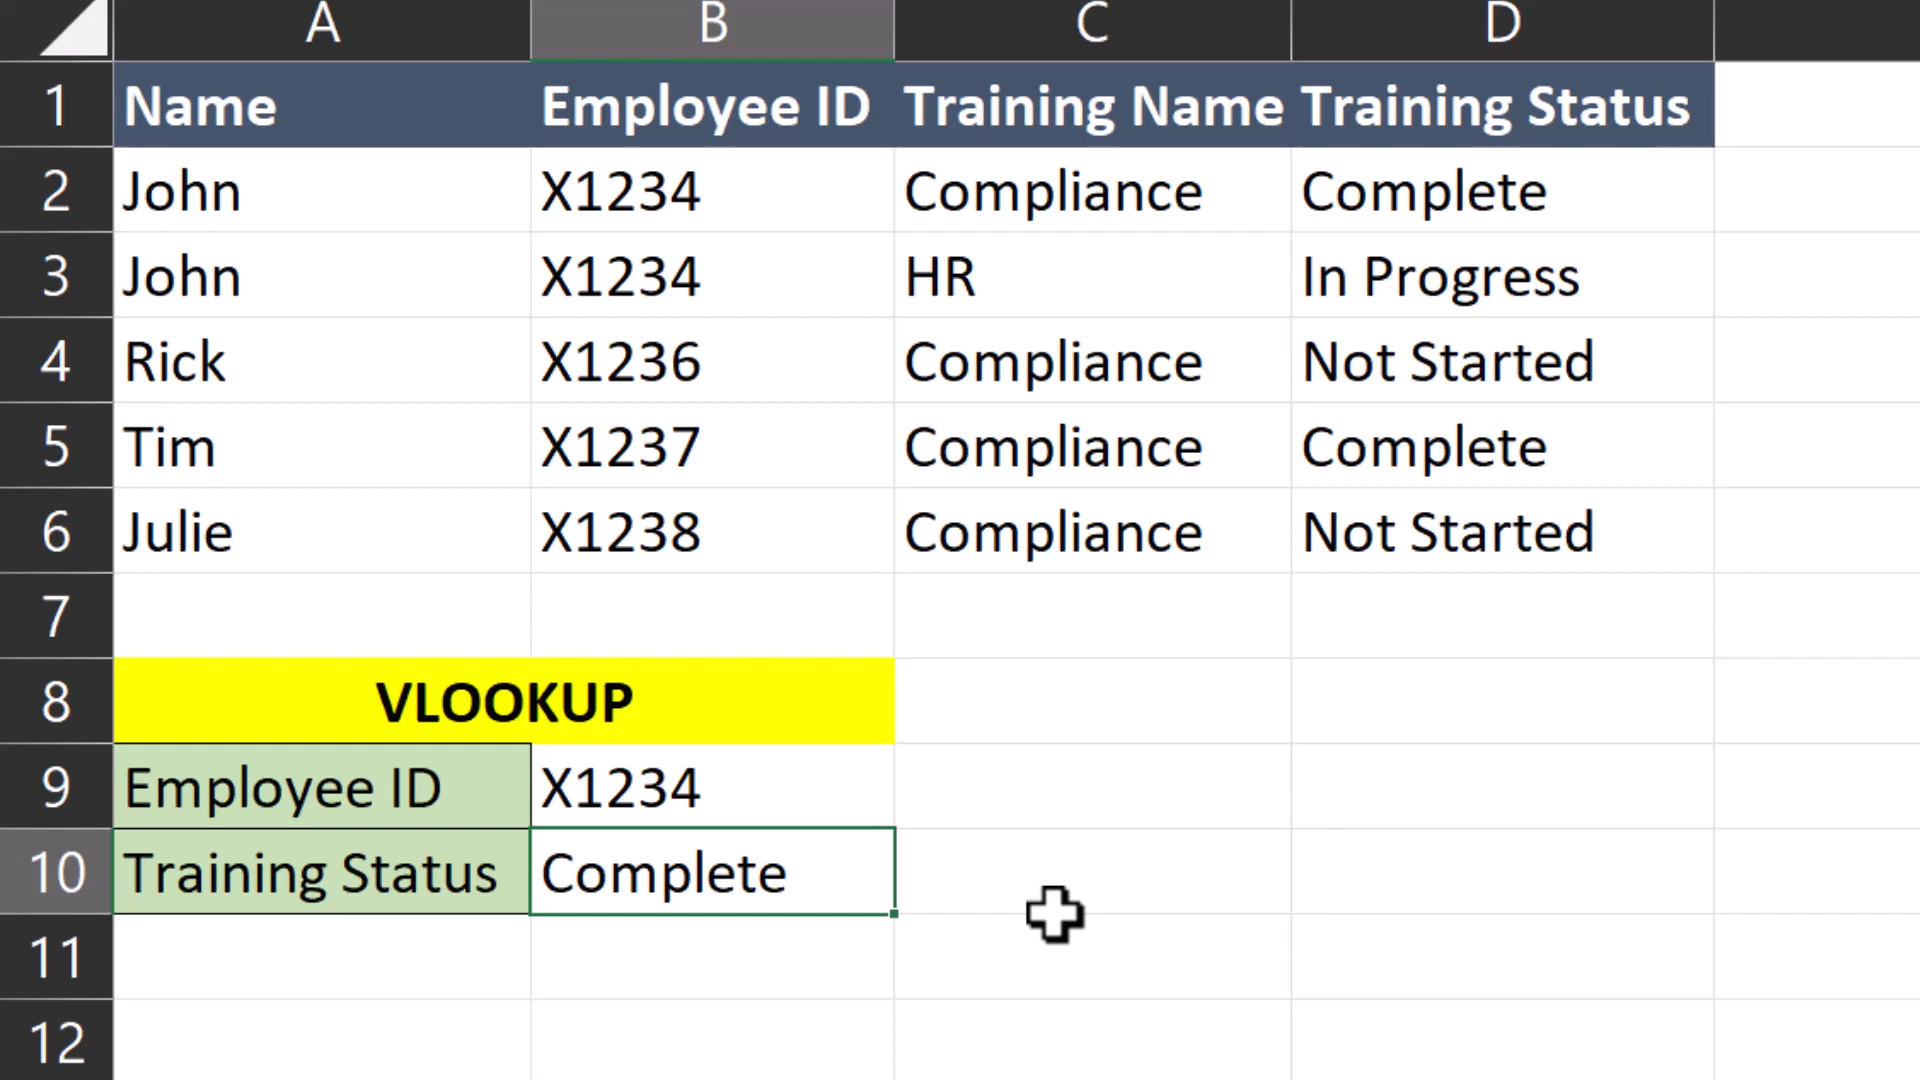 A B C D
1 Name Employee ID Training Name Training Status
2 John X1234 Compliance Complete
3 John X1234 HR In Progress
4 Rick X1236 Compliance Not Started
5 Tim X1237 Compliance Complete
6 Julie X1238 Compliance Not Started
7
8 VLOOKUP
9 Employee ID X1234
10 Training Status Complete
11
12